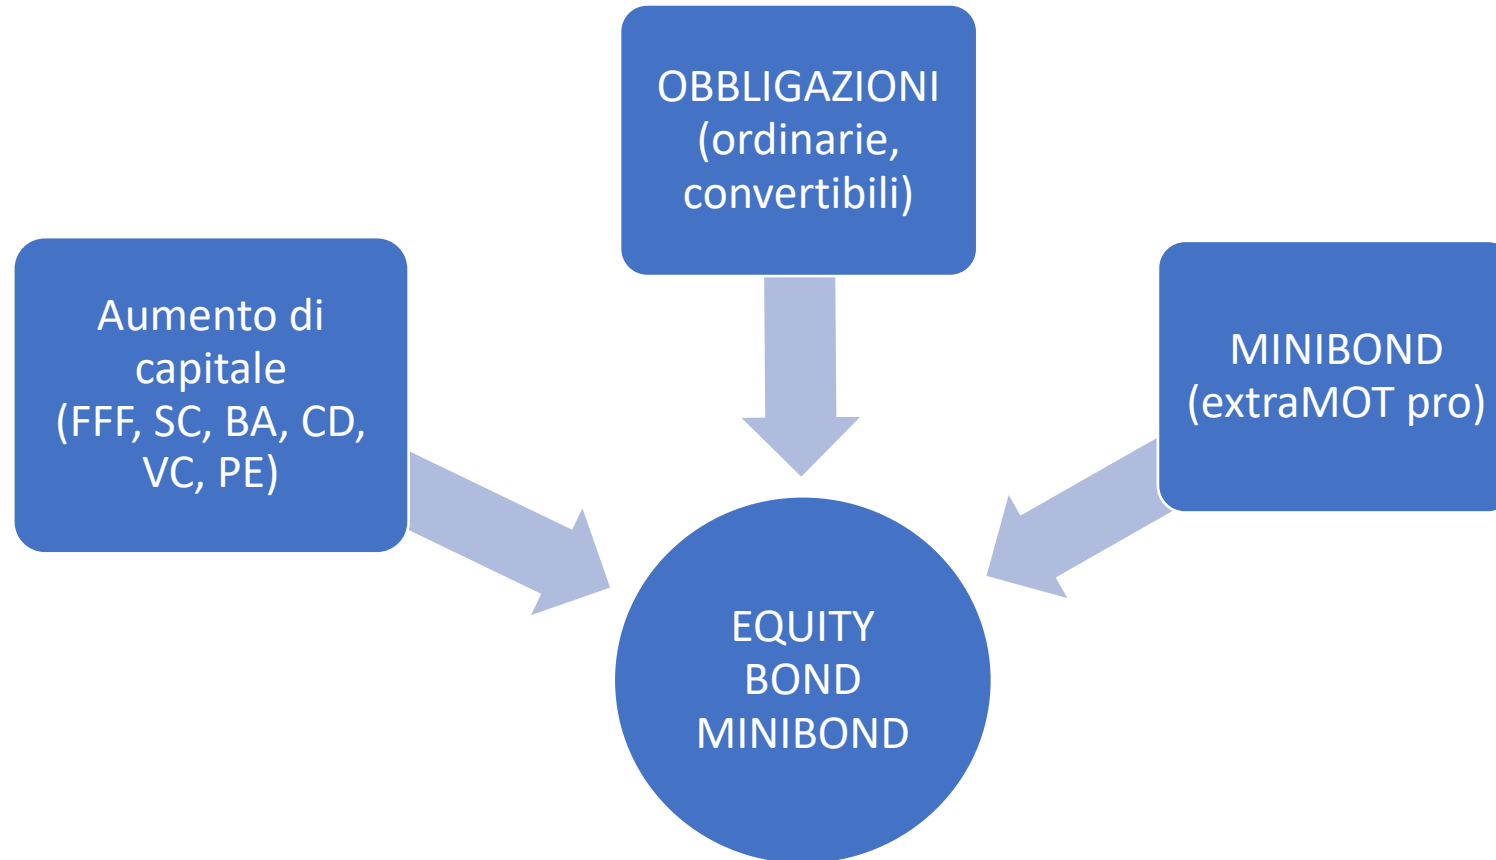 OBBLIGAZIONI
(ordinarie,
convertibili)
Aumento di
capitale
(FFF, SC, BA, CD,
VC, PE)
MINIBOND
(extraMOT pro)
EQUITY
BOND
MINIBOND